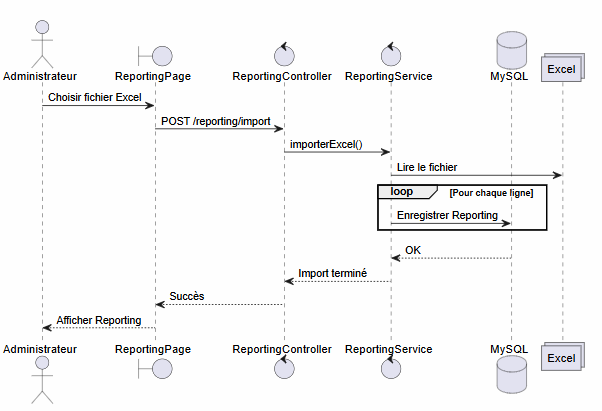 Administrateur ReportingPage ReportingController ReportingService MySQL Excel
Choisir fichier Excel
POST /reporting/import
importerExcel()
Lire le fichier
loop [Pour chaque ligne]
Enregistrer Reporting
OK
Import terminé
Succès
Afficher Reporting
Administrateur ReportingPage ReportingController ReportingService MySQL Excel